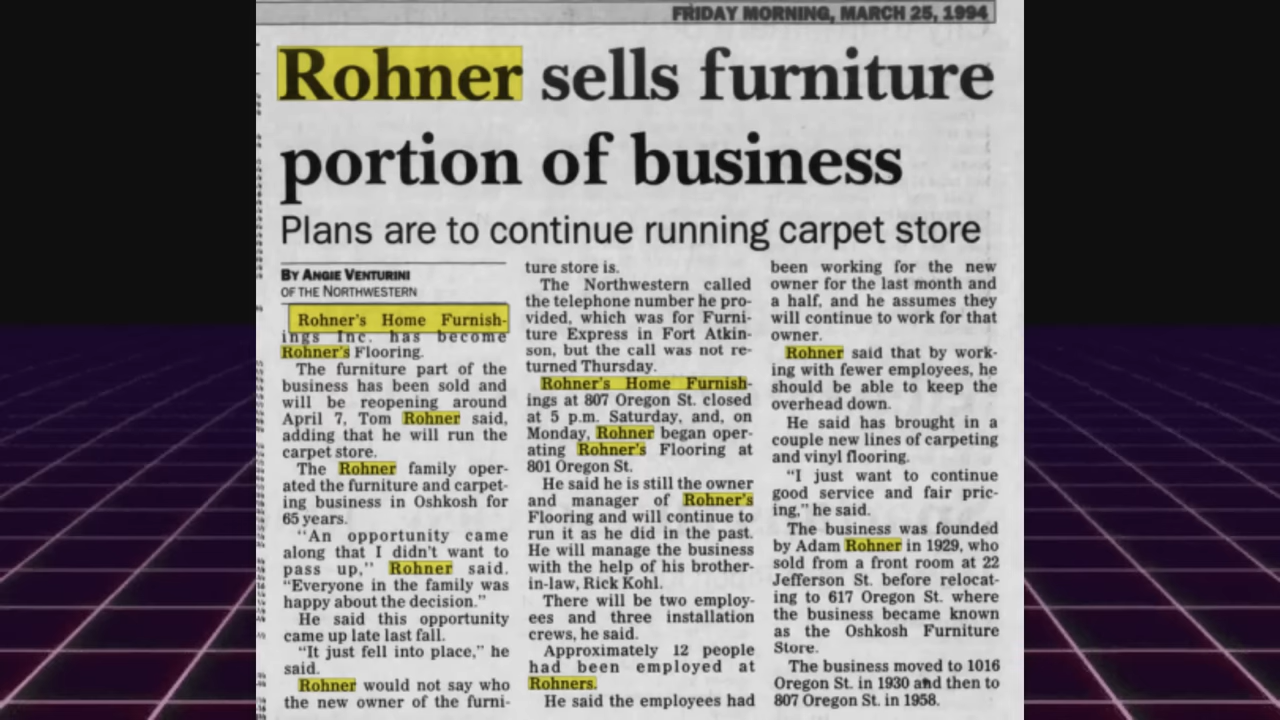 FRIDAY MORNING, MARCH 25, 1994
Rohner sells furniture
portion of business
Plans are to continue running carpet store
BY ANGIE VENTURINI
OF THE NORTHWESTERN
Rohner's Home Furnish-
ings Inc. has become
Rohner's Flooring.
The furniture part of the
business has been sold and
will be reopening around
April 7, Tom Rohner said,
adding that he will run the
carpet store.
The Rohner family oper-
ated the furniture and carpet-
ing business in Oshkosh for
65 years.
"An opportunity came
along that I didn't want to
pass up," Rohner said.
"Everyone in the family was
happy about the decision."
He said this opportunity
came up late last fall.
"It just fell into place," he
said.
Rohner would not say who
the new owner of the furni-
ture store is.
The Northwestern called
the telephone number he pro-
vided, which was for Furni-
ture Express in Fort Atkin-
son, but the call was not re-
turned Thursday.
Rohner's Home Furnish-
ings at 807 Oregon St. closed
at 5 p.m. Saturday, and, on
Monday, Rohner began oper-
ating Rohner's Flooring at
801 Oregon St.
He said he is still the owner
and manager of Rohner's
Flooring and will continue to
run it as he did in the past.
He will manage the business
with the help of his brother-
in-law, Rick Kohl.
There will be two employ-
ees and three installation
crews, he said.
Approximately 12 people
had been employed at
Rohners.
He said the employees had
been working for the new
owner for the last month and
a half, and he assumes they
will continue to work for that
owner.
Rohner said that by work-
ing with fewer employees, he
should be able to keep the
overhead down.
He said has brought in a
couple new lines of carpeting
and vinyl flooring.
"I just want to continue
good service and fair pric-
ing," he said.
The business was founded
by Adam Rohner in 1929, who
sold from a front room at 22
Jefferson St. before relocat-
ing to 617 Oregon St. where
the business became known
as the Oshkosh Furniture
Store.
The business moved to 1016
Oregon St. in 1930 and then to
807 Oregon St. in 1958.